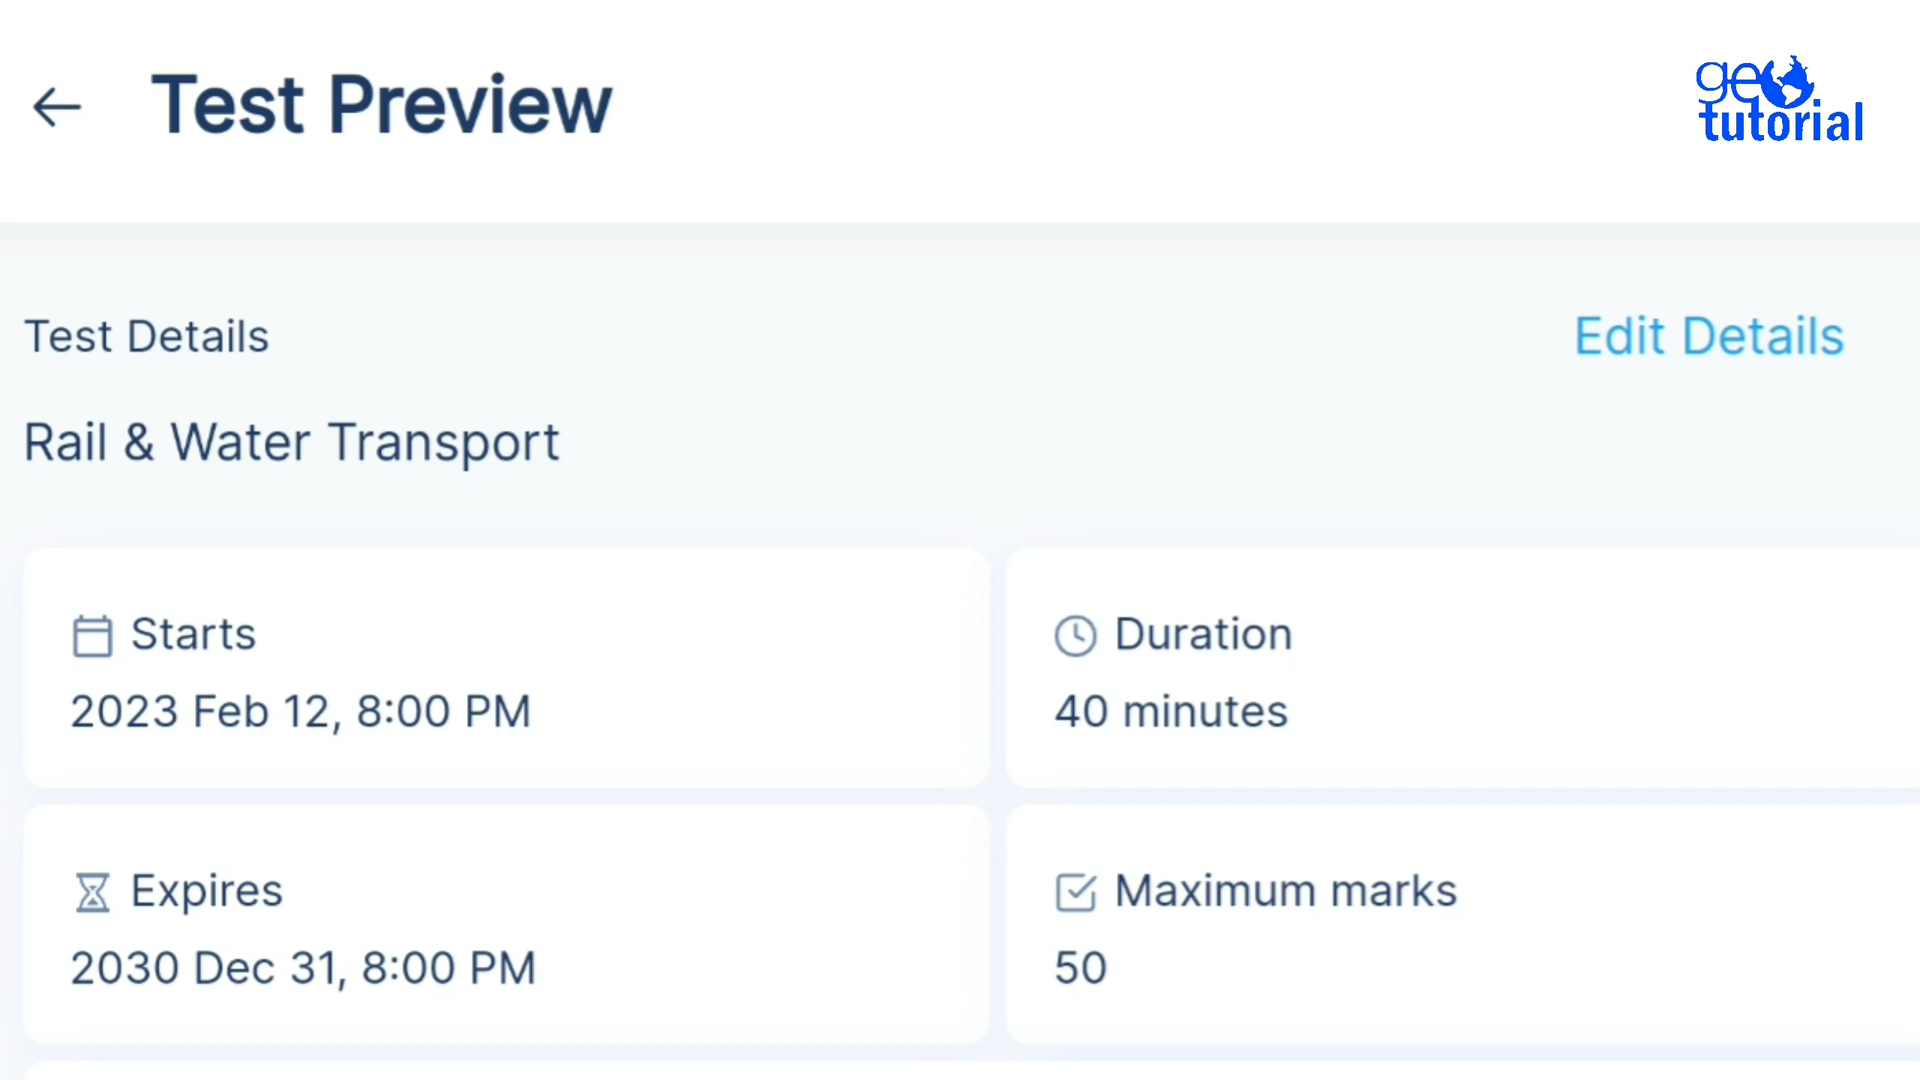 Test Preview
geo
tutorial
Test Details
Edit Details
Rail & Water Transport
Starts
Duration
2023 Feb 12, 8:00 PM
40 minutes
Expires
Maximum marks
2030 Dec 31, 8:00 PM
50